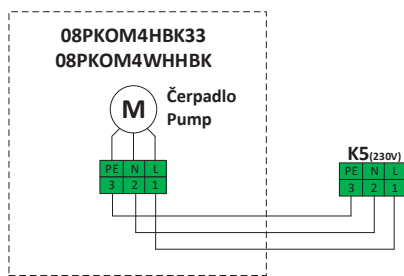 08PKOM4HBK33
08PKOM4WHHBK
M
Čerpadlo
Pump
PE N L
3 2 1
K5(230V)
PE N L
3 2 1